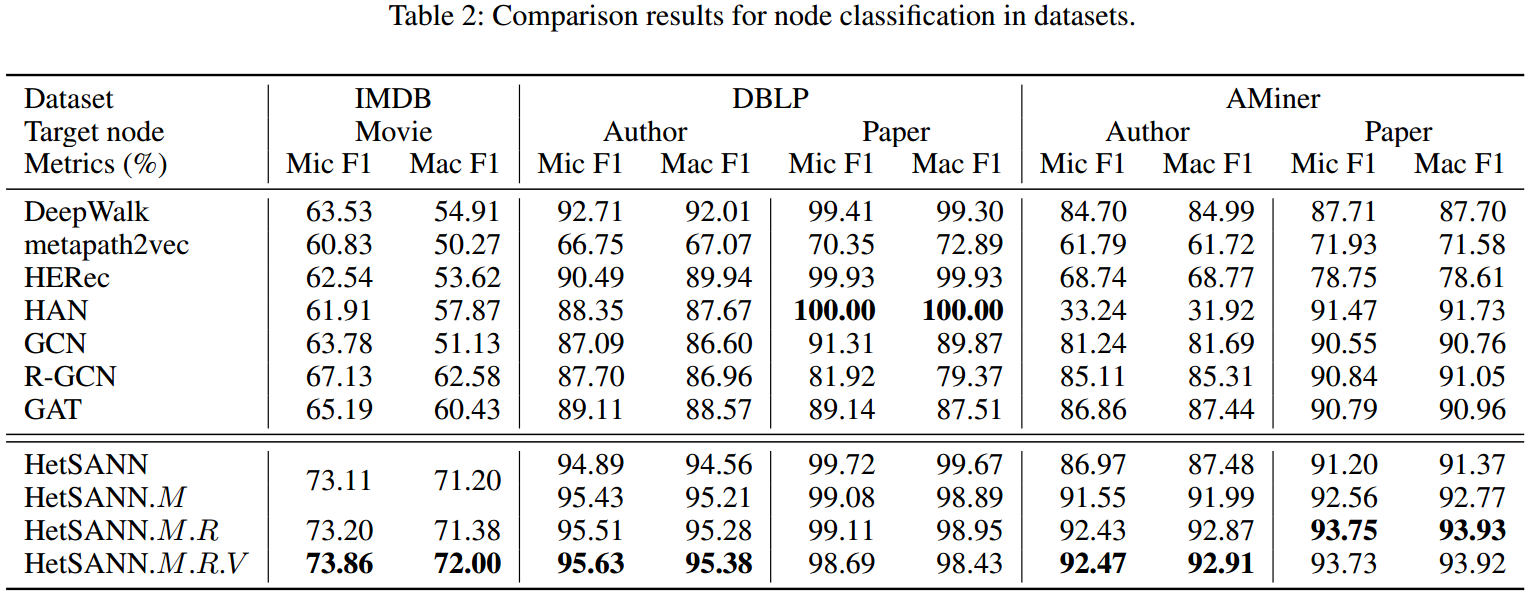 Table 2: Comparison results for node classification in datasets.
Dataset IMDB DBLP AMiner
Target node Movie Author Paper Author Paper
Metrics (%) Mic F1 Mac F1 Mic F1 Mac F1 Mic F1 Mac F1 Mic F1 Mac F1 Mic F1 Mac F1
DeepWalk 63.53 54.91 92.71 92.01 99.41 99.30 84.70 84.99 87.71 87.70
metapath2vec 60.83 50.27 66.75 67.07 70.35 72.89 61.79 61.72 71.93 71.58
HERec 62.54 53.62 90.49 89.94 99.93 99.93 68.74 68.77 78.75 78.61
HAN 61.91 57.87 88.35 87.67 100.00 100.00 33.24 31.92 91.47 91.73
GCN 63.78 51.13 87.09 86.60 91.31 89.87 81.24 81.69 90.55 90.76
R-GCN 67.13 62.58 87.70 86.96 81.92 79.37 85.11 85.31 90.84 91.05
GAT 65.19 60.43 89.11 88.57 89.14 87.51 86.86 87.44 90.79 90.96
HetSANN 73.11 71.20 94.89 94.56 99.72 99.67 86.97 87.48 91.20 91.37
HetSANN.M 95.43 95.21 99.08 98.89 91.55 91.99 92.56 92.77
HetSANN.M.R 73.20 71.38 95.51 95.28 99.11 98.95 92.43 92.87 93.75 93.93
HetSANN.M.R.V 73.86 72.00 95.63 95.38 98.69 98.43 92.47 92.91 93.73 93.92